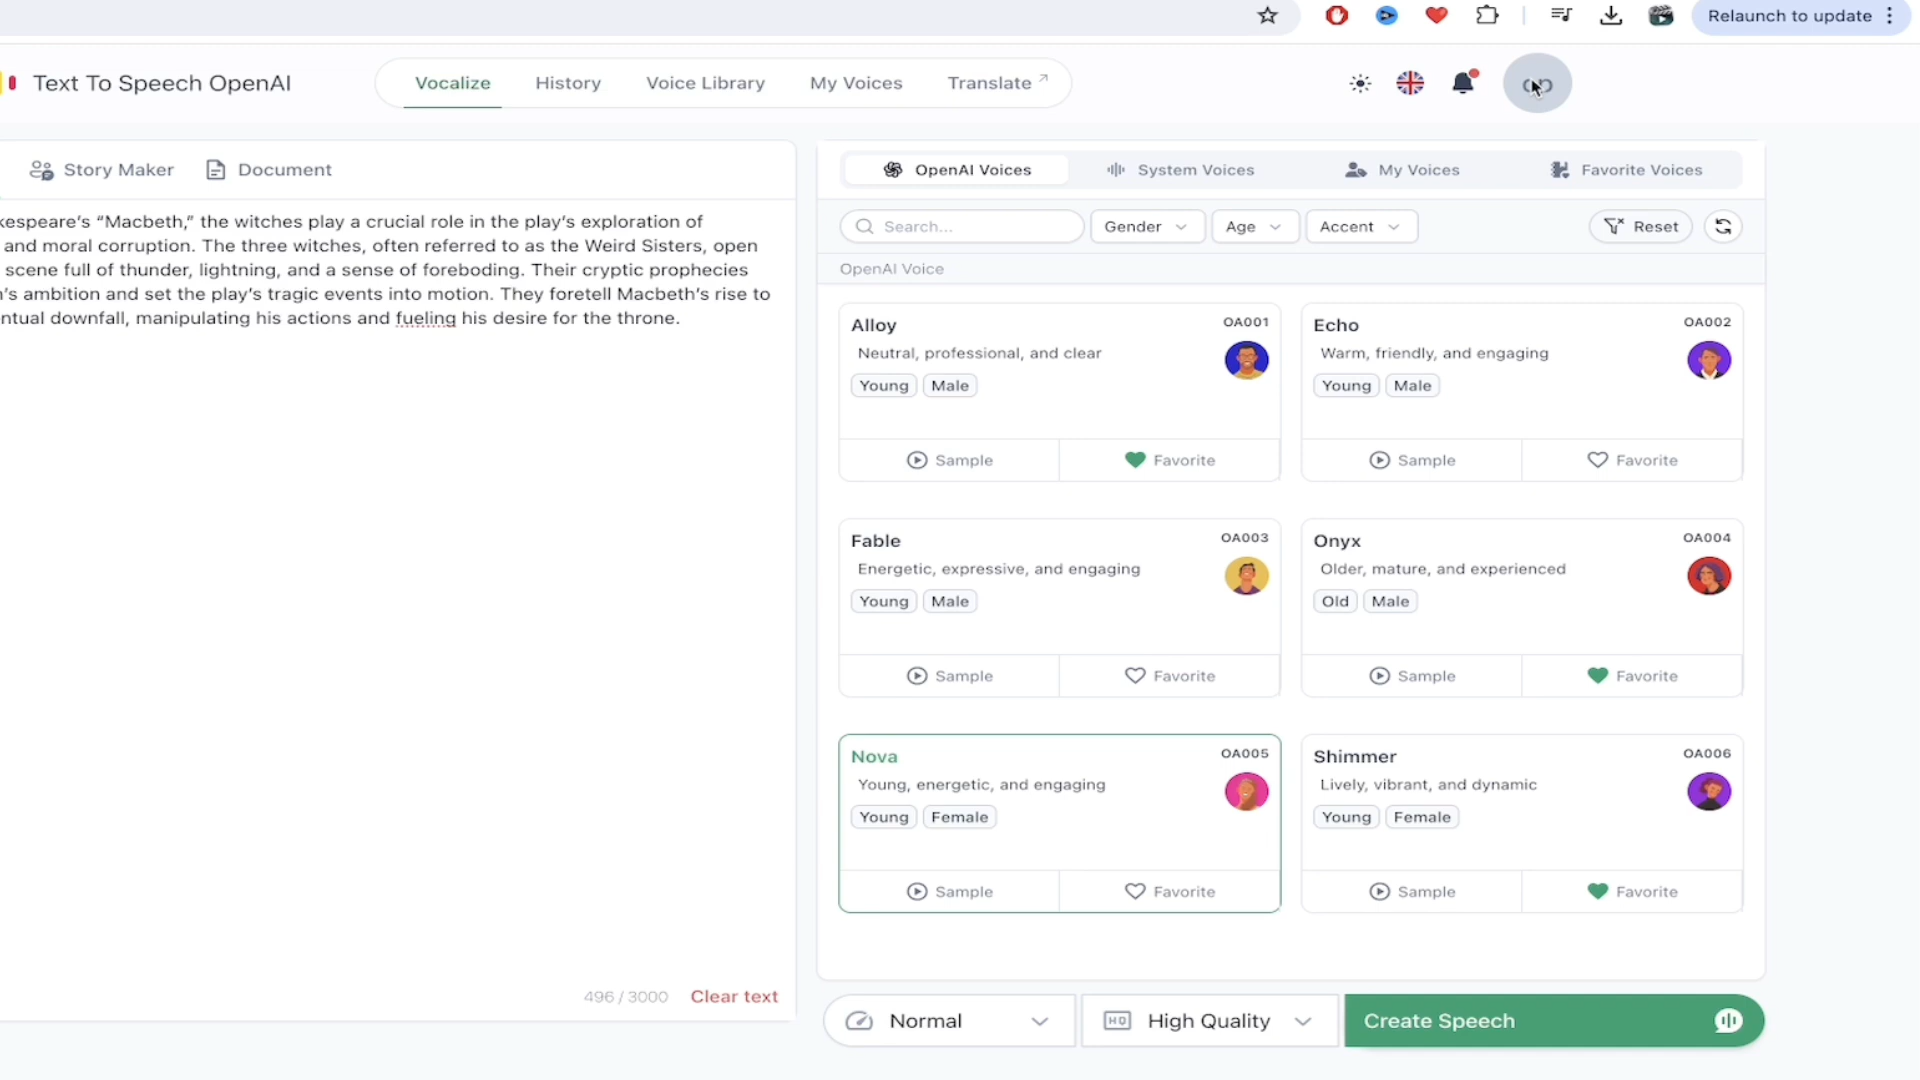 Relaunch to update
Text To Speech OpenAI
Vocalize
History
Voice Library
My Voices
Translate
Story Maker
Document
kespeare's “Macbeth,” the witches play a crucial role in the play's exploration of
and moral corruption. The three witches, often referred to as the Weird Sisters, open
scene full of thunder, lightning, and a sense of foreboding. Their cryptic prophecies
's ambition and set the play's tragic events into motion. They foretell Macbeth's rise to
ntual downfall, manipulating his actions and fueling his desire for the throne.
496 / 3000
Clear text
OpenAI Voices
System Voices
My Voices
Favorite Voices
Search...
Gender
Age
Accent
Reset
OpenAI Voice
Alloy
OA001
Neutral, professional, and clear
Young
Male
Sample
Favorite
Echo
OA002
Warm, friendly, and engaging
Young
Male
Sample
Favorite
Fable
OA003
Energetic, expressive, and engaging
Young
Male
Sample
Favorite
Onyx
OA004
Older, mature, and experienced
Old
Male
Sample
Favorite
Nova
OA005
Young, energetic, and engaging
Young
Female
Sample
Favorite
Shimmer
OA006
Lively, vibrant, and dynamic
Young
Female
Sample
Favorite
Normal
HQ
High Quality
Create Speech